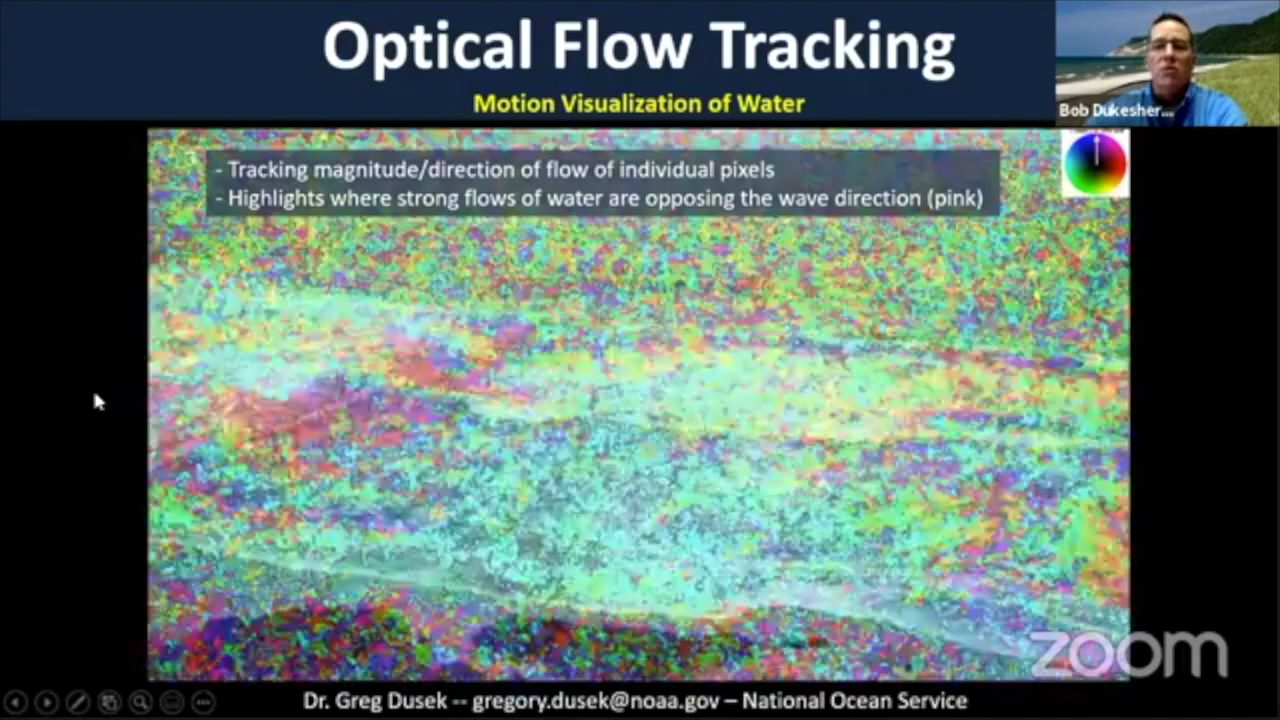 Optical Flow Tracking
Motion Visualization of Water
Bob Dukesher...
- Tracking magnitude/direction of flow of individual pixels
- Highlights where strong flows of water are opposing the wave direction (pink)
zoom
Dr. Greg Dusek -- gregory.dusek@noaa.gov – National Ocean Service